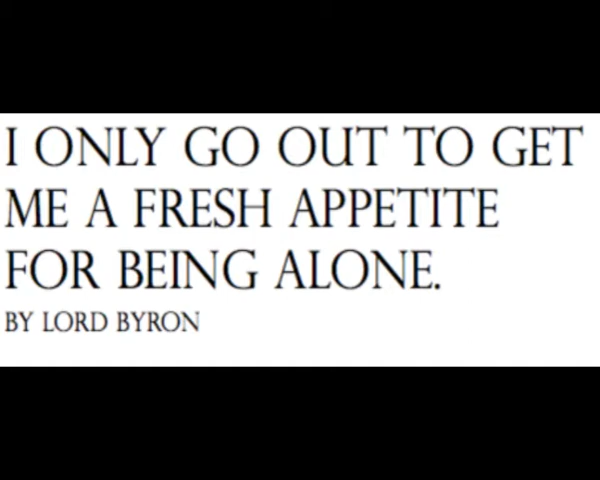 I ONLY GO OUT TO GET
ME A FRESH APPETITE
FOR BEING ALONE.
BY LORD BYRON